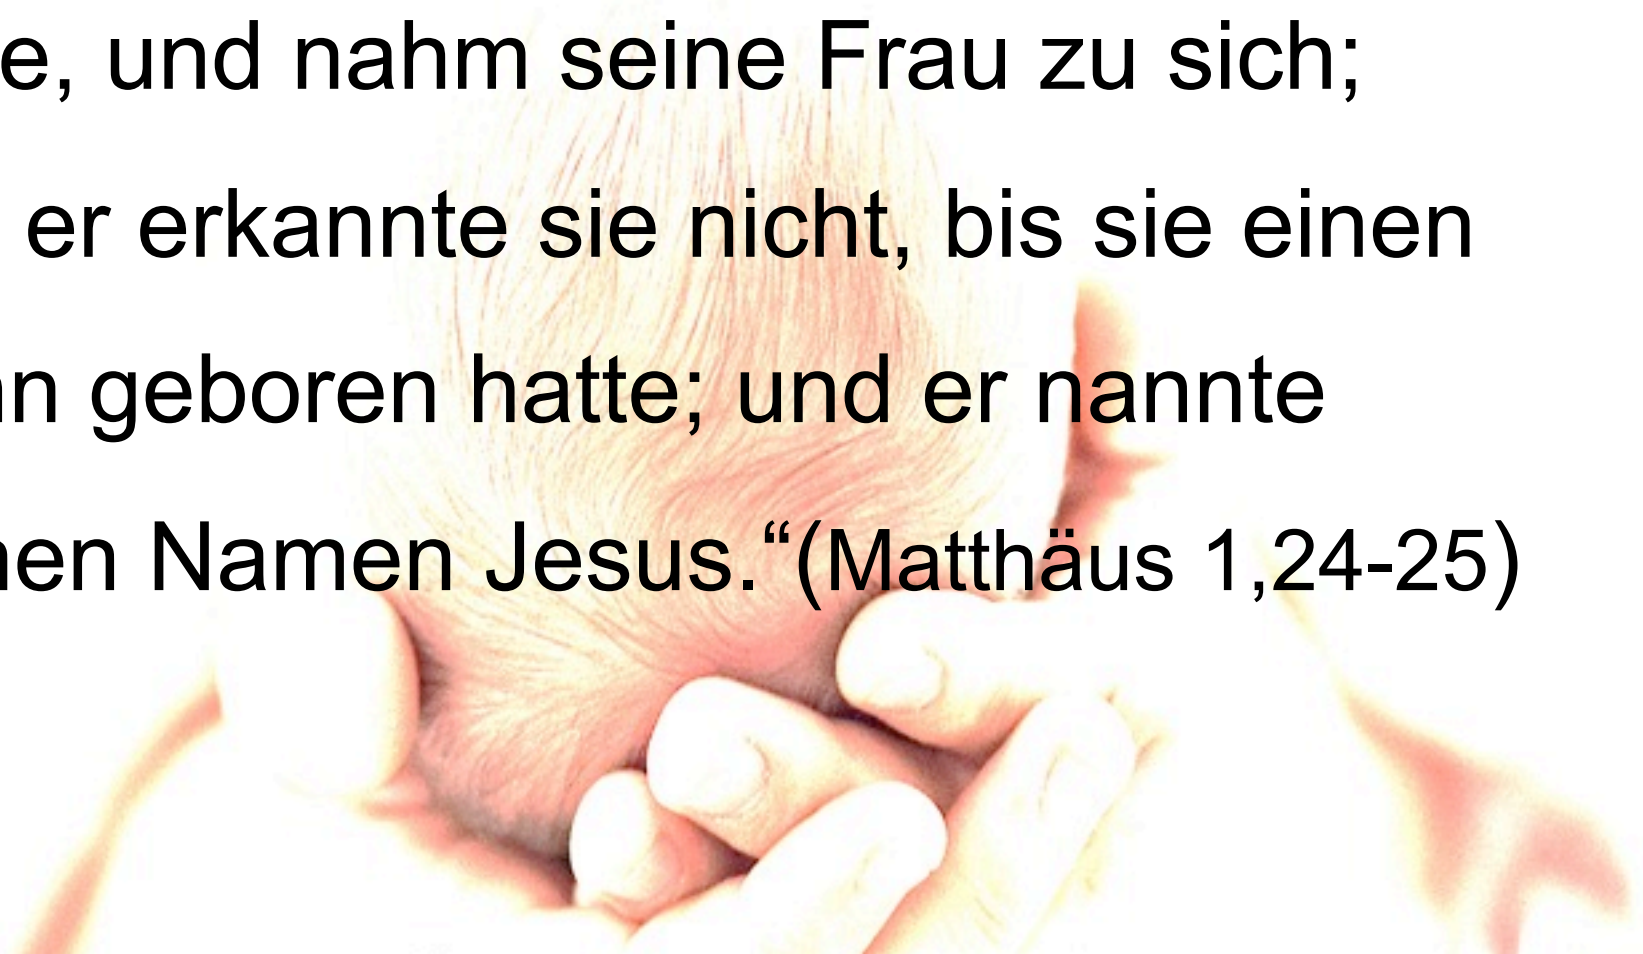 e, und nahm seine Frau zu sich;
er erkannte sie nicht, bis sie einen
n geboren hatte; und er nannte
en Namen Jesus.“(Matthäus 1,24-25)